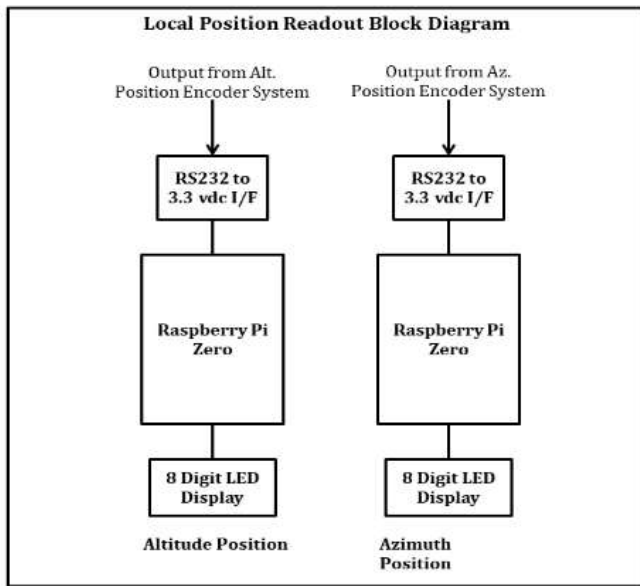 Local Position Readout Block Diagram
Output from Alt.
Position Encoder System
Output from Az.
Position Encoder System
RS232 to
3.3 vdc I/F
RS232 to
3.3 vdc I/F
Raspberry Pi
Zero
Raspberry Pi
Zero
8 Digit LED
Display
8 Digit LED
Display
Altitude Position
Azimuth
Position